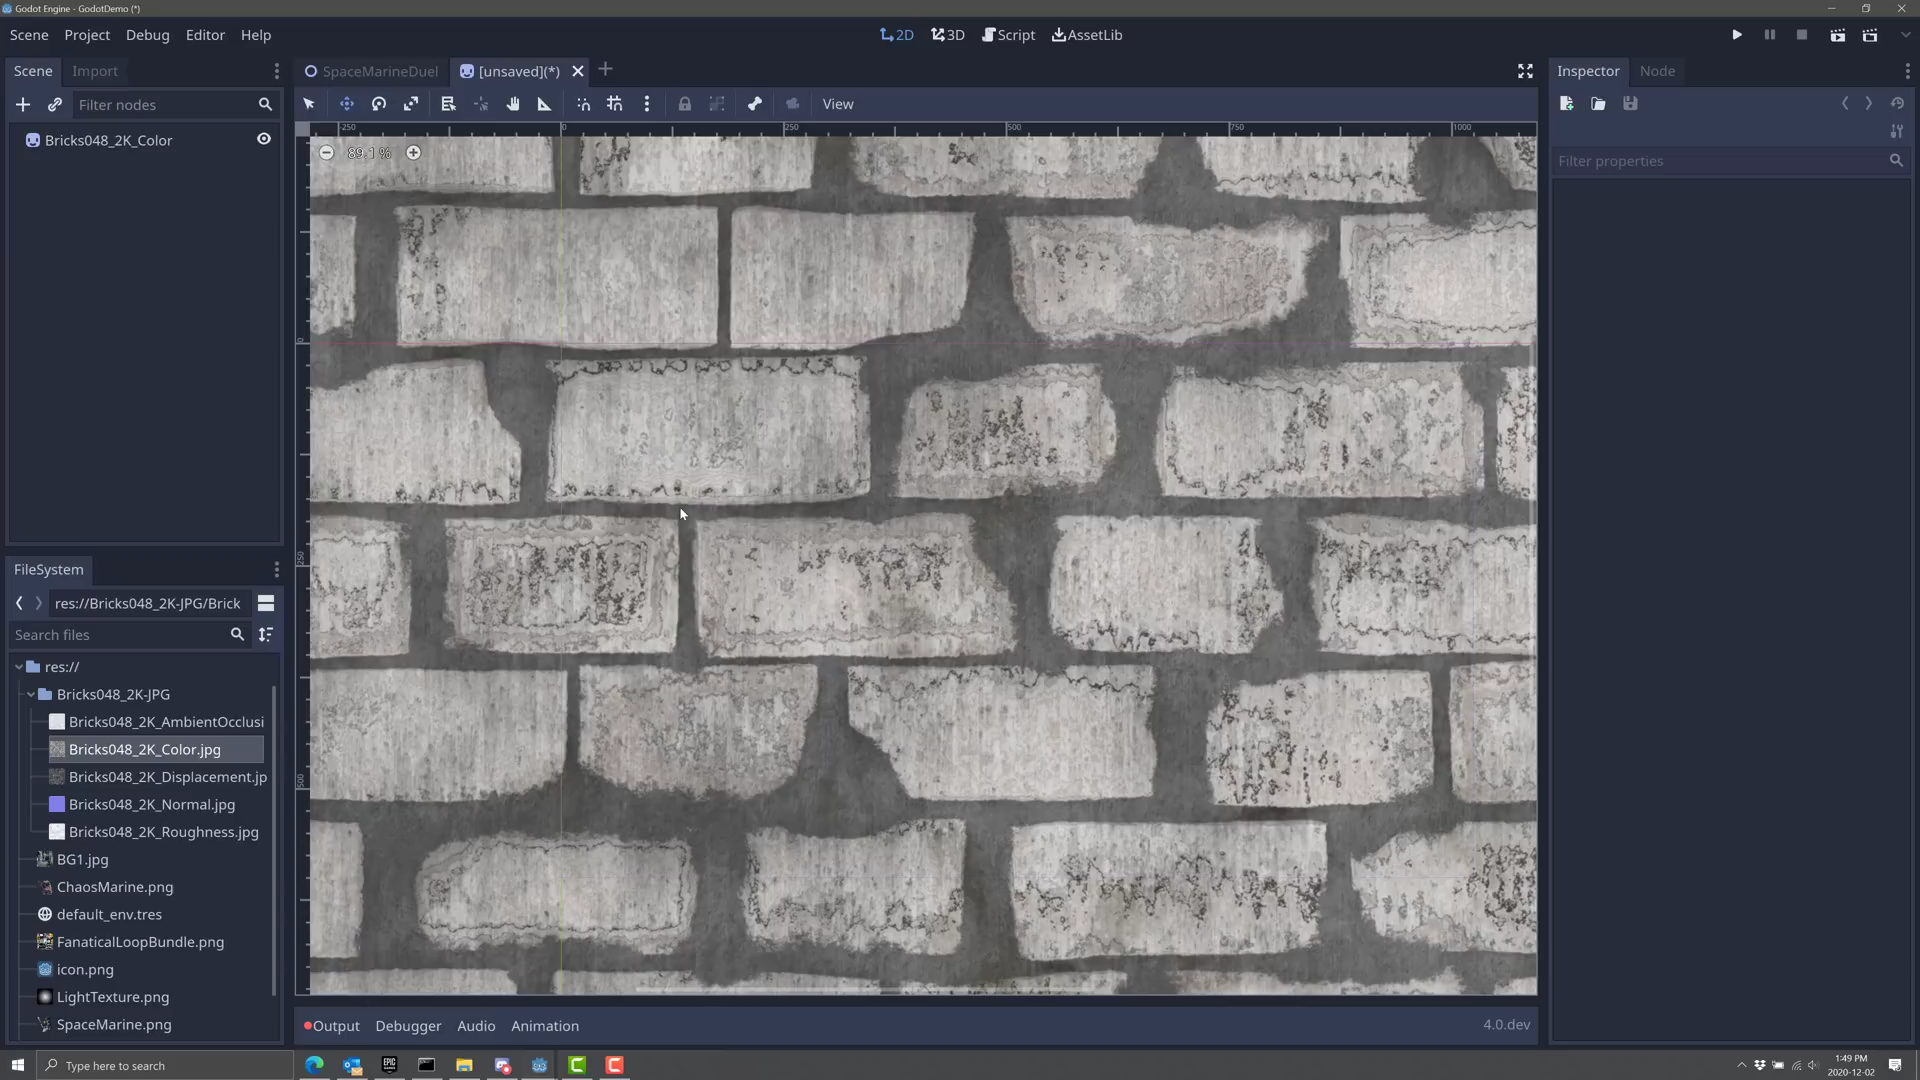 Godot Engine - GodotDemo (*)
Scene Project Debug Editor Help
2D 3D Script AssetLib
Scene Import
SpaceMarineDuel [unsaved](*)
Inspector Node
Filter nodes
View
Bricks048_2K_Color
-250 0 250 500 750 1000
89.1 %
Filter properties
0
250
500
FileSystem
res://Bricks048_2K-JPG/Brick
Search files
res://
Bricks048_2K-JPG
Bricks048_2K_AmbientOcclusi
Bricks048_2K_Color.jpg
Bricks048_2K_Displacement.jp
Bricks048_2K_Normal.jpg
Bricks048_2K_Roughness.jpg
BG1.jpg
ChaosMarine.png
default_env.tres
FanaticalLoopBundle.png
icon.png
LightTexture.png
SpaceMarine.png
Output Debugger Audio Animation
4.0.dev
Type here to search
EPIC
1:49 PM
2020-12-02